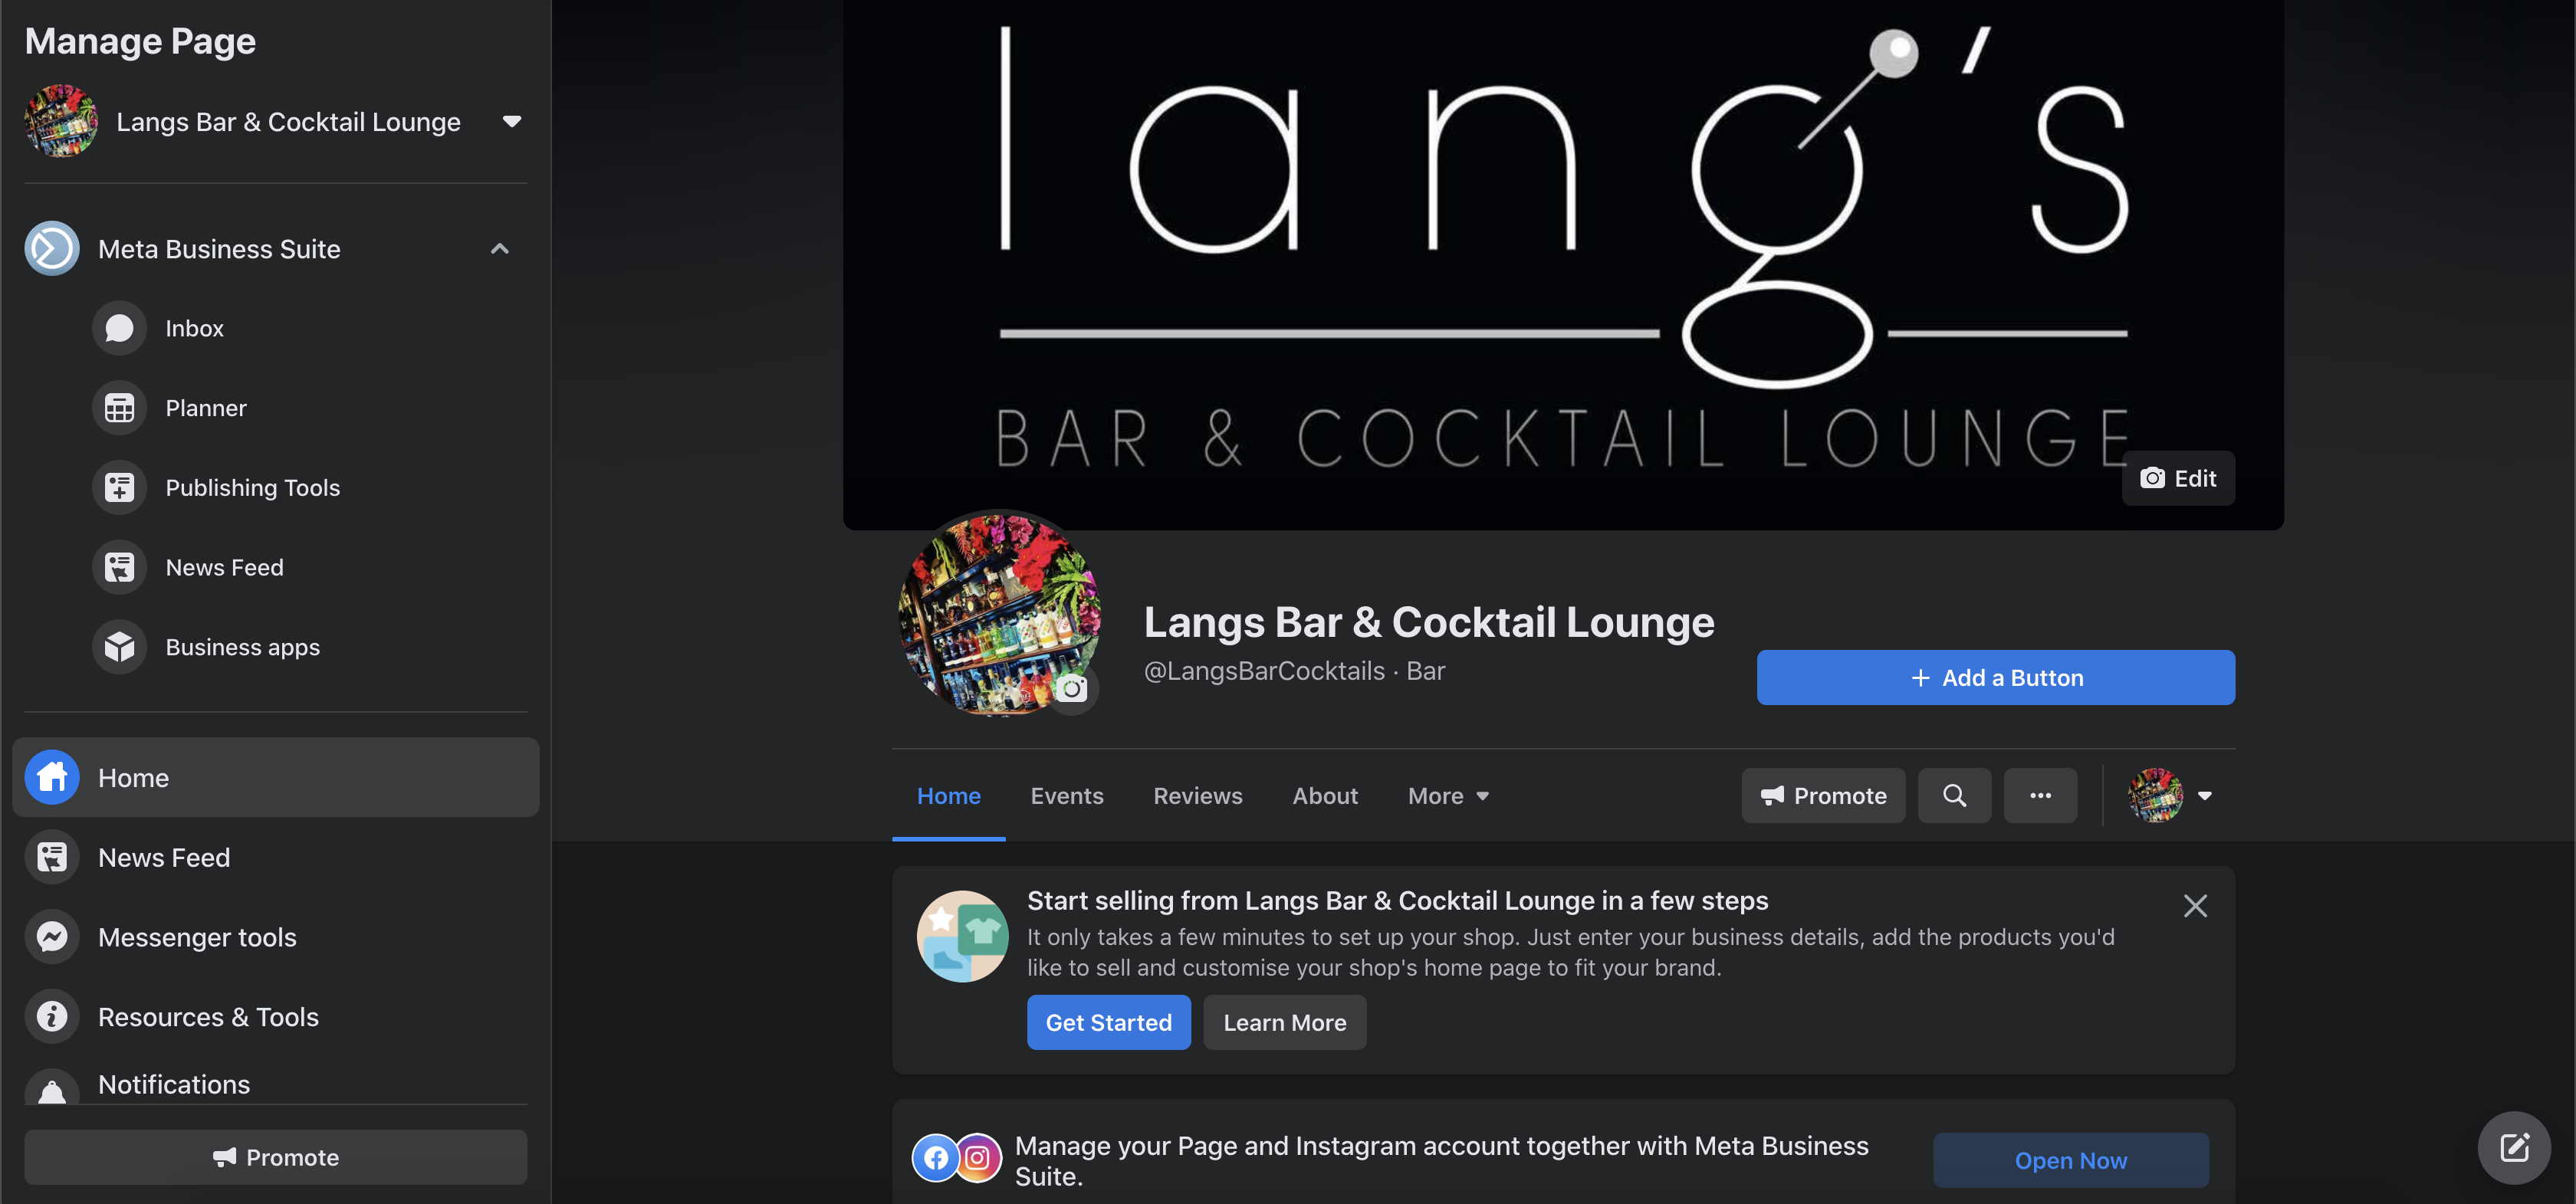 Manage Page
Langs Bar & Cocktail Lounge
Meta Business Suite
Inbox
Planner
Publishing Tools
News Feed
Business apps
Home
News Feed
Messenger tools
Resources & Tools
Notifications
Promote
lang's
BAR & COCKTAIL LOUNGE
Edit
Langs Bar & Cocktail Lounge
@LangsBarCocktails · Bar
+ Add a Button
Home Events Reviews About More
Promote
Start selling from Langs Bar & Cocktail Lounge in a few steps
It only takes a few minutes to set up your shop. Just enter your business details, add the products you'd
like to sell and customise your shop's home page to fit your brand.
Get Started Learn More
Manage your Page and Instagram account together with Meta Business
Suite.
Open Now